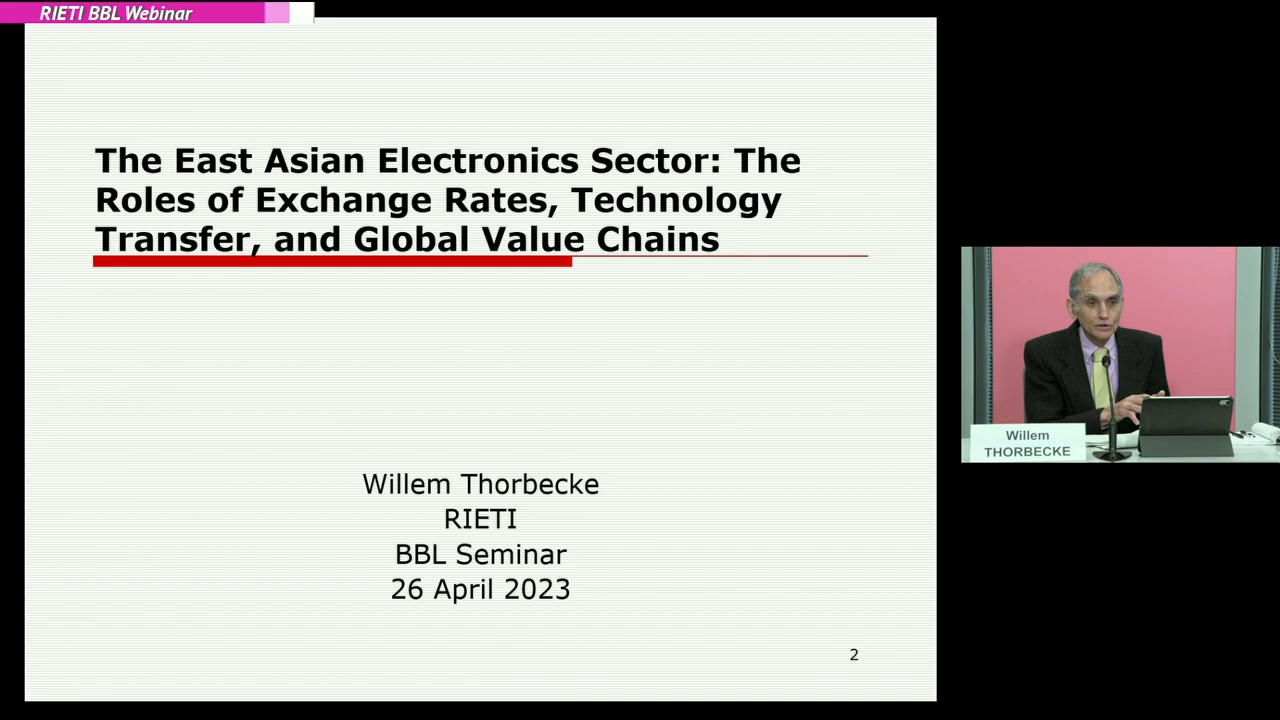 RIETI BBL Webinar
The East Asian Electronics Sector: The
Roles of Exchange Rates, Technology
Transfer, and Global Value Chains
Willem Thorbecke
RIETI
BBL Seminar
26 April 2023
2
Willem
THORBECKE